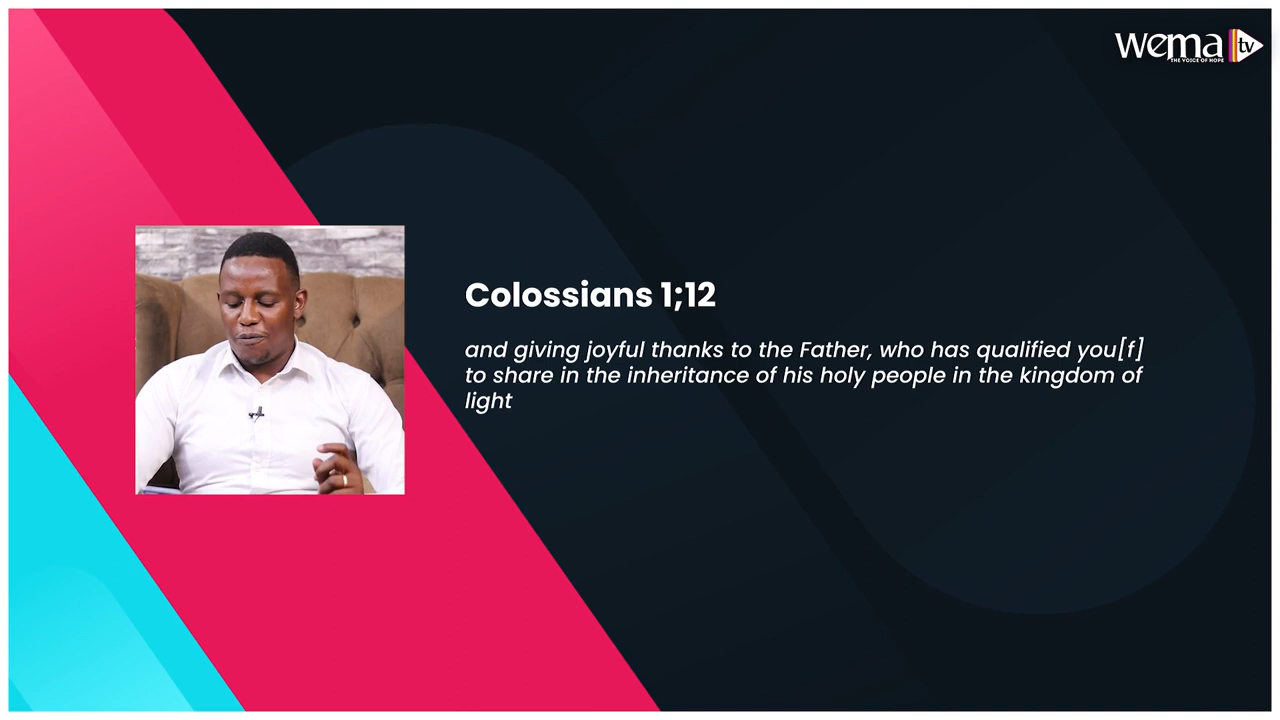 wema tv
THE VOICE OF HOPE
Colossians 1;12
and giving joyful thanks to the Father, who has qualified you[f]
to share in the inheritance of his holy people in the kingdom of
light